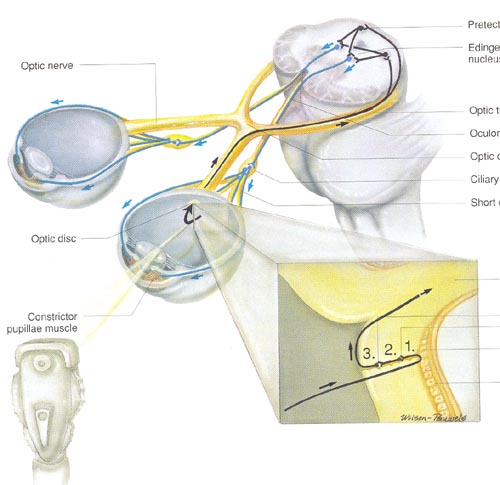 Pretect
Edinge
nucleus
Optic nerve
Optic t
Oculor
Optic c
Ciliary
Short
Optic disc
Constrictor
pupillae muscle
3. 2. 1.
Wilson-Pauwels